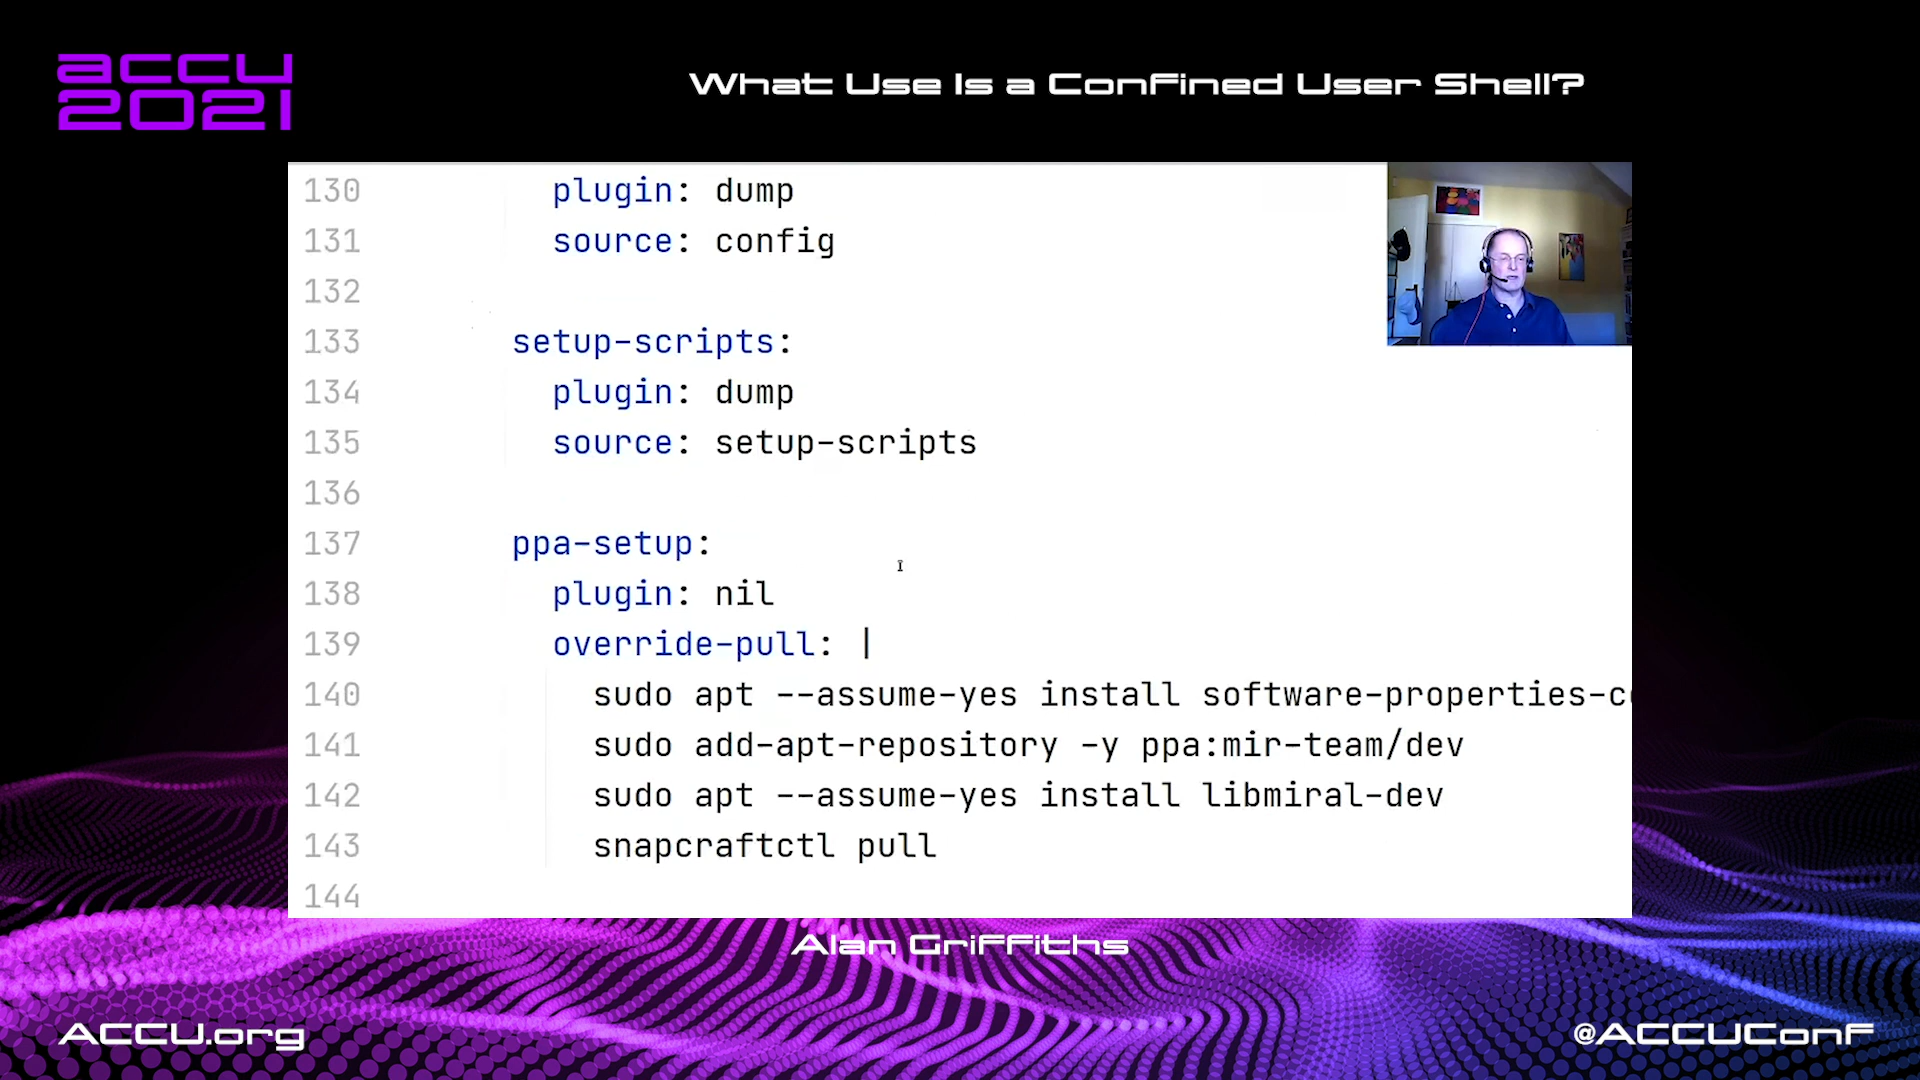 accu
2021
What Use Is a Confined User Shell?
130 plugin: dump
131 source: config
132
133 setup-scripts:
134 plugin: dump
135 source: setup-scripts
136
137 ppa-setup:
138 plugin: nil
139 override-pull: |
140 sudo apt --assume-yes install software-properties-c
141 sudo add-apt-repository -y ppa:mir-team/dev
142 sudo apt --assume-yes install libmiral-dev
143 snapcraftctl pull
144
Alan Griffiths
ACCU.org
@ACCUConf